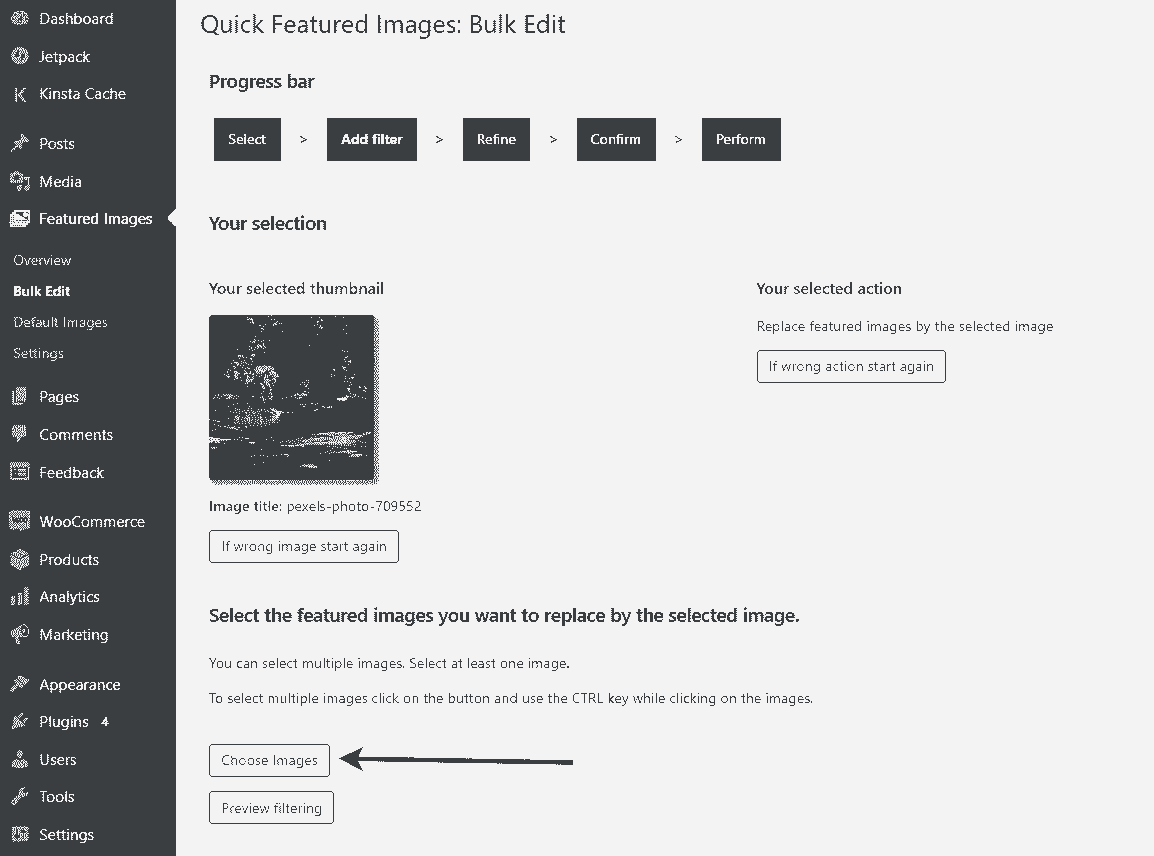 Dashboard
Jetpack
Kinsta Cache
Posts
Media
Featured Images
Overview
Bulk Edit
Default Images
Settings
Pages
Comments
Feedback
WooCommerce
Products
Analytics
Marketing
Appearance
Plugins 4
Users
Tools
Settings
Quick Featured Images: Bulk Edit
Progress bar
Select > Add filter > Refine > Confirm > Perform
Your selection
Your selected thumbnail
Image title: pexels-photo-709552
If wrong image start again
Your selected action
Replace featured images by the selected image
If wrong action start again
Select the featured images you want to replace by the selected image.
You can select multiple images. Select at least one image.
To select multiple images click on the button and use the CTRL key while clicking on the images.
Choose Images
Preview filtering